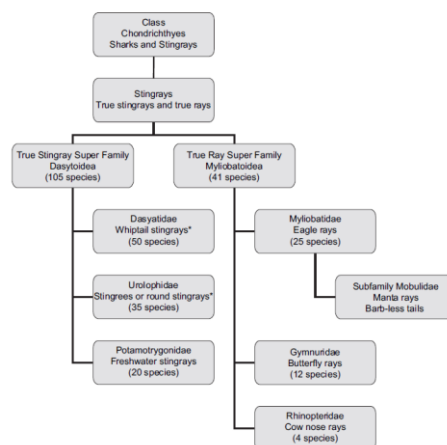 Class
Chondrichthyes
Sharks and Stingrays
Stingrays
True stingrays and true rays
True Stingray Super Family
Dasytoidea
(105 species)
True Ray Super Family
Myliobatoidea
(41 species)
Dasyatidae
Whiptail stingrays*
(50 species)
Urolophidae
Stingrees or round stingrays*
(35 species)
Potamotrygonidae
Freshwater stingrays
(20 species)
Myliobatidae
Eagle rays
(25 species)
Subfamily Mobulidae
Manta rays
Barb-less tails
Gymnuridae
Butterfly rays
(12 species)
Rhinopteridae
Cow nose rays
(4 species)